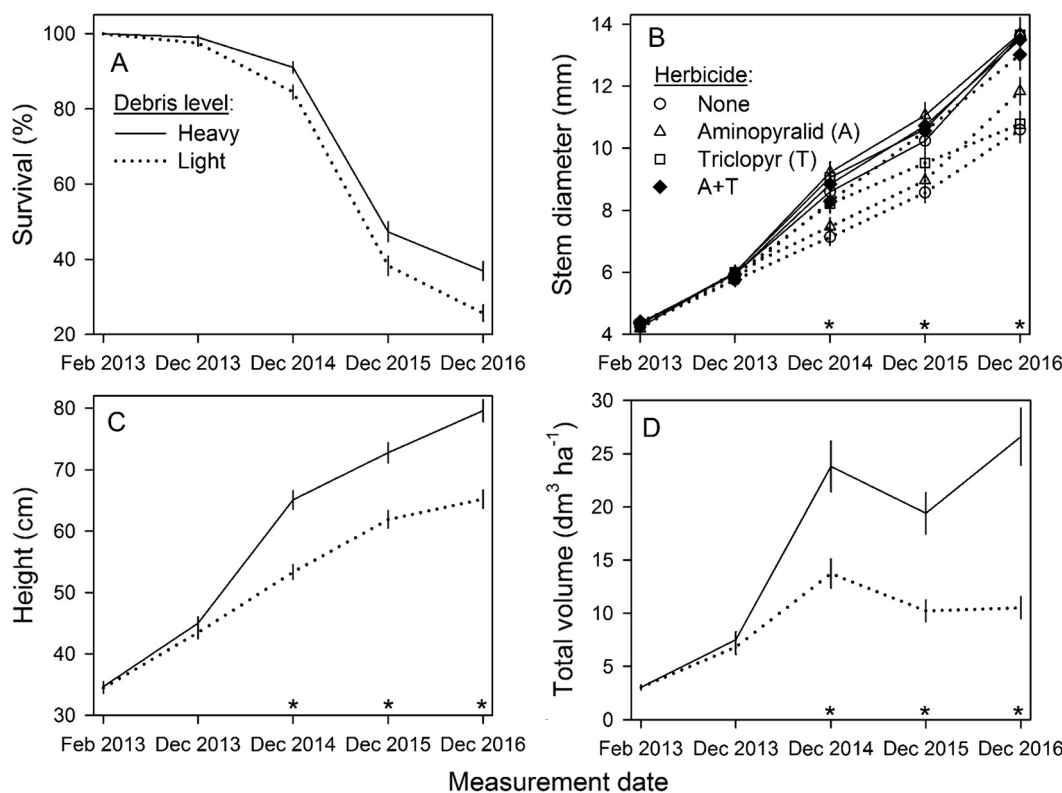 A
Debris level:
Heavy
Light
Survival (%)
100
80
60
40
20
Feb 2013 Dec 2013 Dec 2014 Dec 2015 Dec 2016
B
Herbicide:
None
Aminopyralid (A)
Triclopyr (T)
A+T
Stem diameter (mm)
14
12
10
8
6
4
* * *
Feb 2013 Dec 2013 Dec 2014 Dec 2015 Dec 2016
C
Height (cm)
80
70
60
50
40
30
* * *
Feb 2013 Dec 2013 Dec 2014 Dec 2015 Dec 2016
D
Total volume (dm³ ha⁻¹)
30
25
20
15
10
5
0
* * *
Feb 2013 Dec 2013 Dec 2014 Dec 2015 Dec 2016
Measurement date